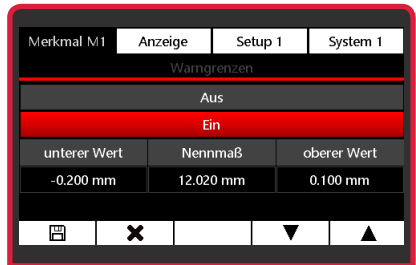 Merkmal M1 Anzeige Setup 1 System 1
Warngrenzen
Aus
Ein
unterer Wert Nennmaß oberer Wert
-0.200 mm 12.020 mm 0.100 mm